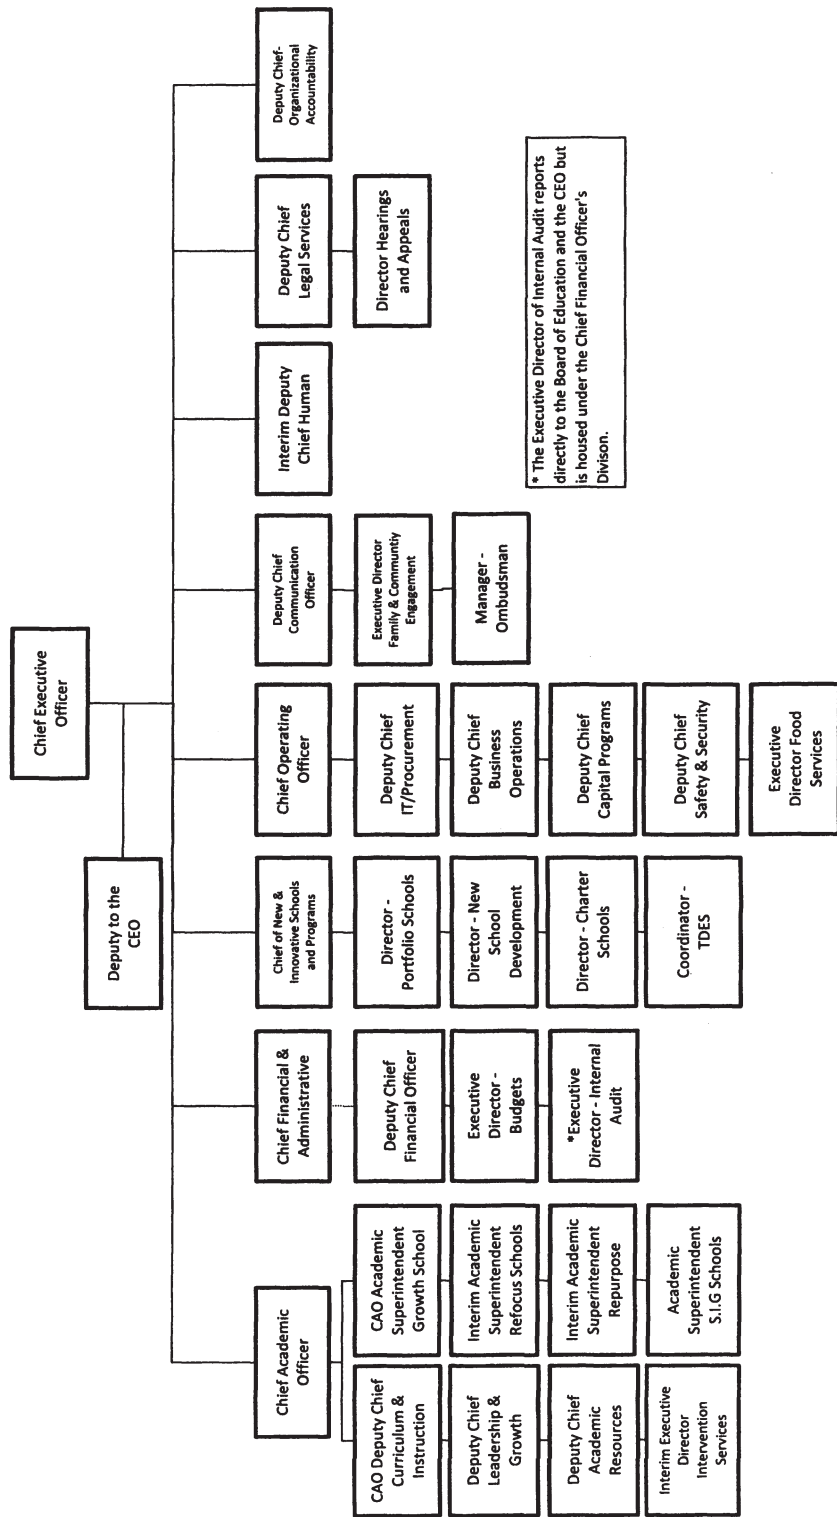 Chief Executive
Officer
Deputy to the
CEO
Chief Academic
Officer
CAO Deputy Chief
Curriculum &
Instruction
Deputy Chief
Leadership &
Growth
Deputy Chief
Academic
Resources
Interim Executive
Director
Intervention
Services
CAO Academic
Superintendent
Growth School
Interim Academic
Superintendent
Refocus Schools
Interim Academic
Superintendent
Repurpose
Academic
Superintendent
S.I.G Schools
Chief Financial &
Administrative
Deputy Chief
Financial Officer
Executive
Director -
Budgets
*Executive
Director - Internal
Audit
Chief of New &
Innovative Schools
and Programs
Director -
Portfolio Schools
Director - New
School
Development
Director - Charter
Schools
Coordinator -
TDES
Chief Operating
Officer
Deputy Chief
IT/Procurement
Deputy Chief
Business
Operations
Deputy Chief
Capital Programs
Deputy Chief
Safety & Security
Executive
Director Food
Services
Deputy Chief
Communication
Officer
Executive Director
Family & Communtiy
Engagement
Manager -
Ombudsman
Interim Deputy
Chief Human
Deputy Chief
Legal Services
Director Hearings
and Appeals
Deputy Chief-
Organizational
Accountability
* The Executive Director of Internal Audit reports
directly to the Board of Education and the CEO but
is housed under the Chief Financial Officer's
Divison.